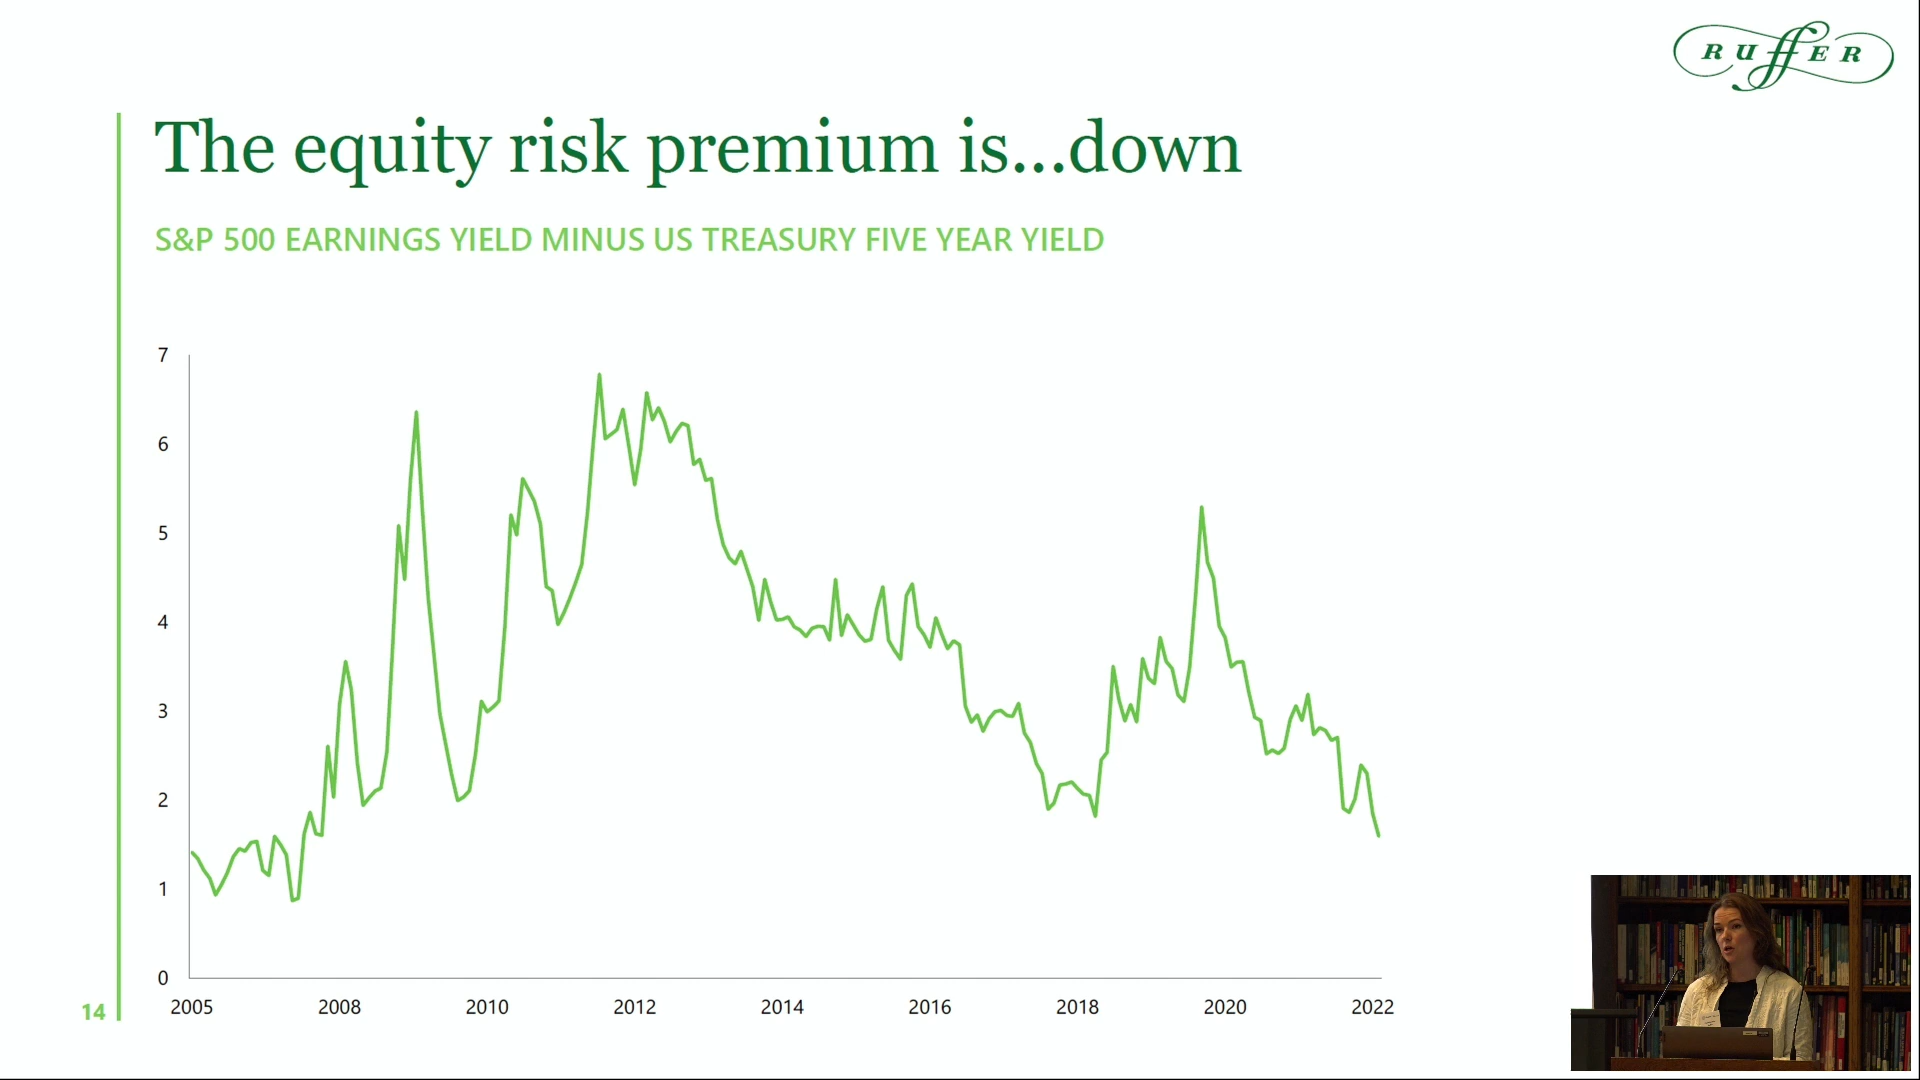 RUFFER
The equity risk premium is...down
S&P 500 EARNINGS YIELD MINUS US TREASURY FIVE YEAR YIELD
7
6
5
4
3
2
1
0
2005 2008 2010 2012 2014 2016 2018 2020 2022
14